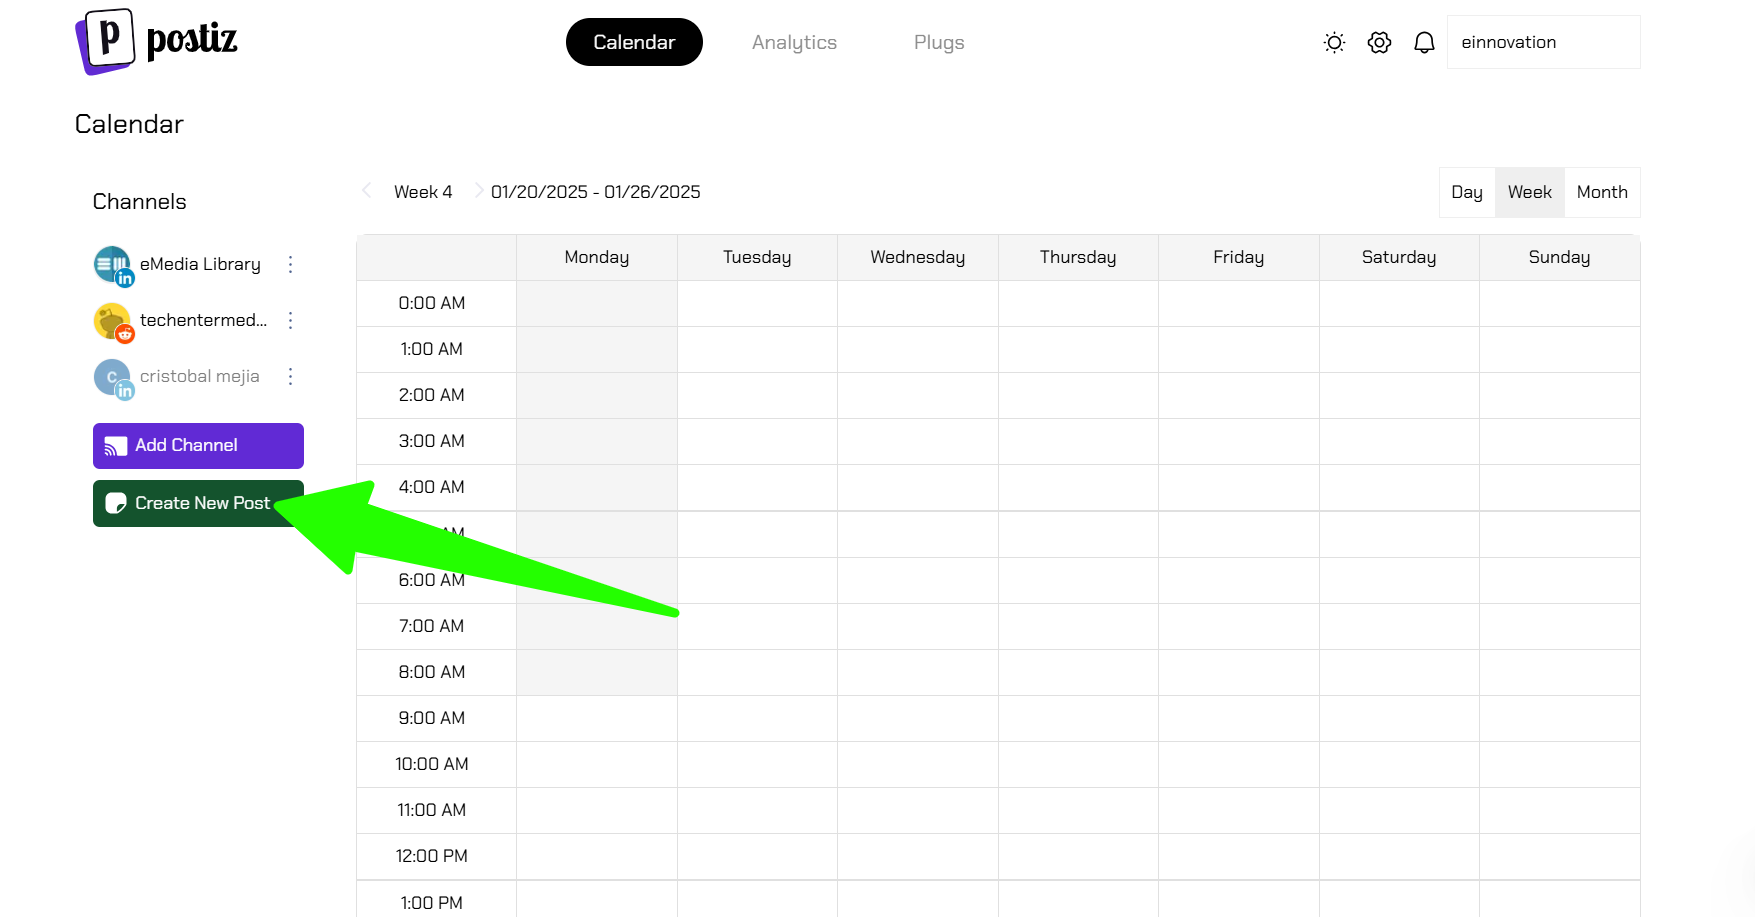 p postiz
Calendar
Analytics
Plugs
einnovation
Calendar
Channels
eMedia Library
in
techentermed...
c
cristobal mejia
in
Add Channel
Create New Post
Week 4
01/20/2025 - 01/26/2025
Day
Week
Month
Monday
Tuesday
Wednesday
Thursday
Friday
Saturday
Sunday
0:00 AM
1:00 AM
2:00 AM
3:00 AM
4:00 AM
AM
6:00 AM
7:00 AM
8:00 AM
9:00 AM
10:00 AM
11:00 AM
12:00 PM
1:00 PM